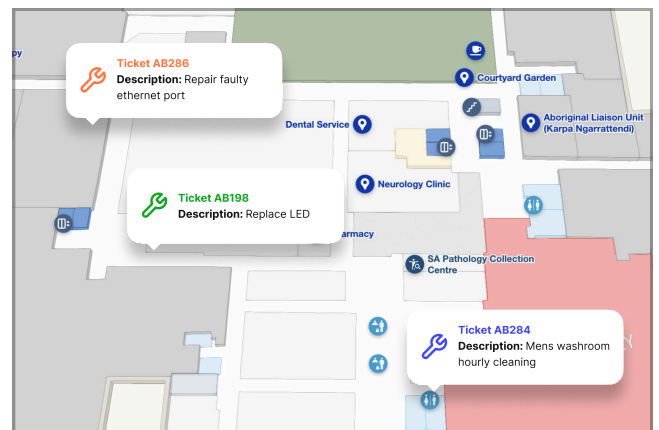 py
Ticket AB286
Description: Repair faulty
ethernet port
Courtyard Garden
Dental Service
Aboriginal Liaison Unit
(Karpa Ngarrattendi)
Neurology Clinic
Ticket AB198
Description: Replace LED
armacy
SA Pathology Collection
Centre
Ticket AB284
Description: Mens washroom
hourly cleaning